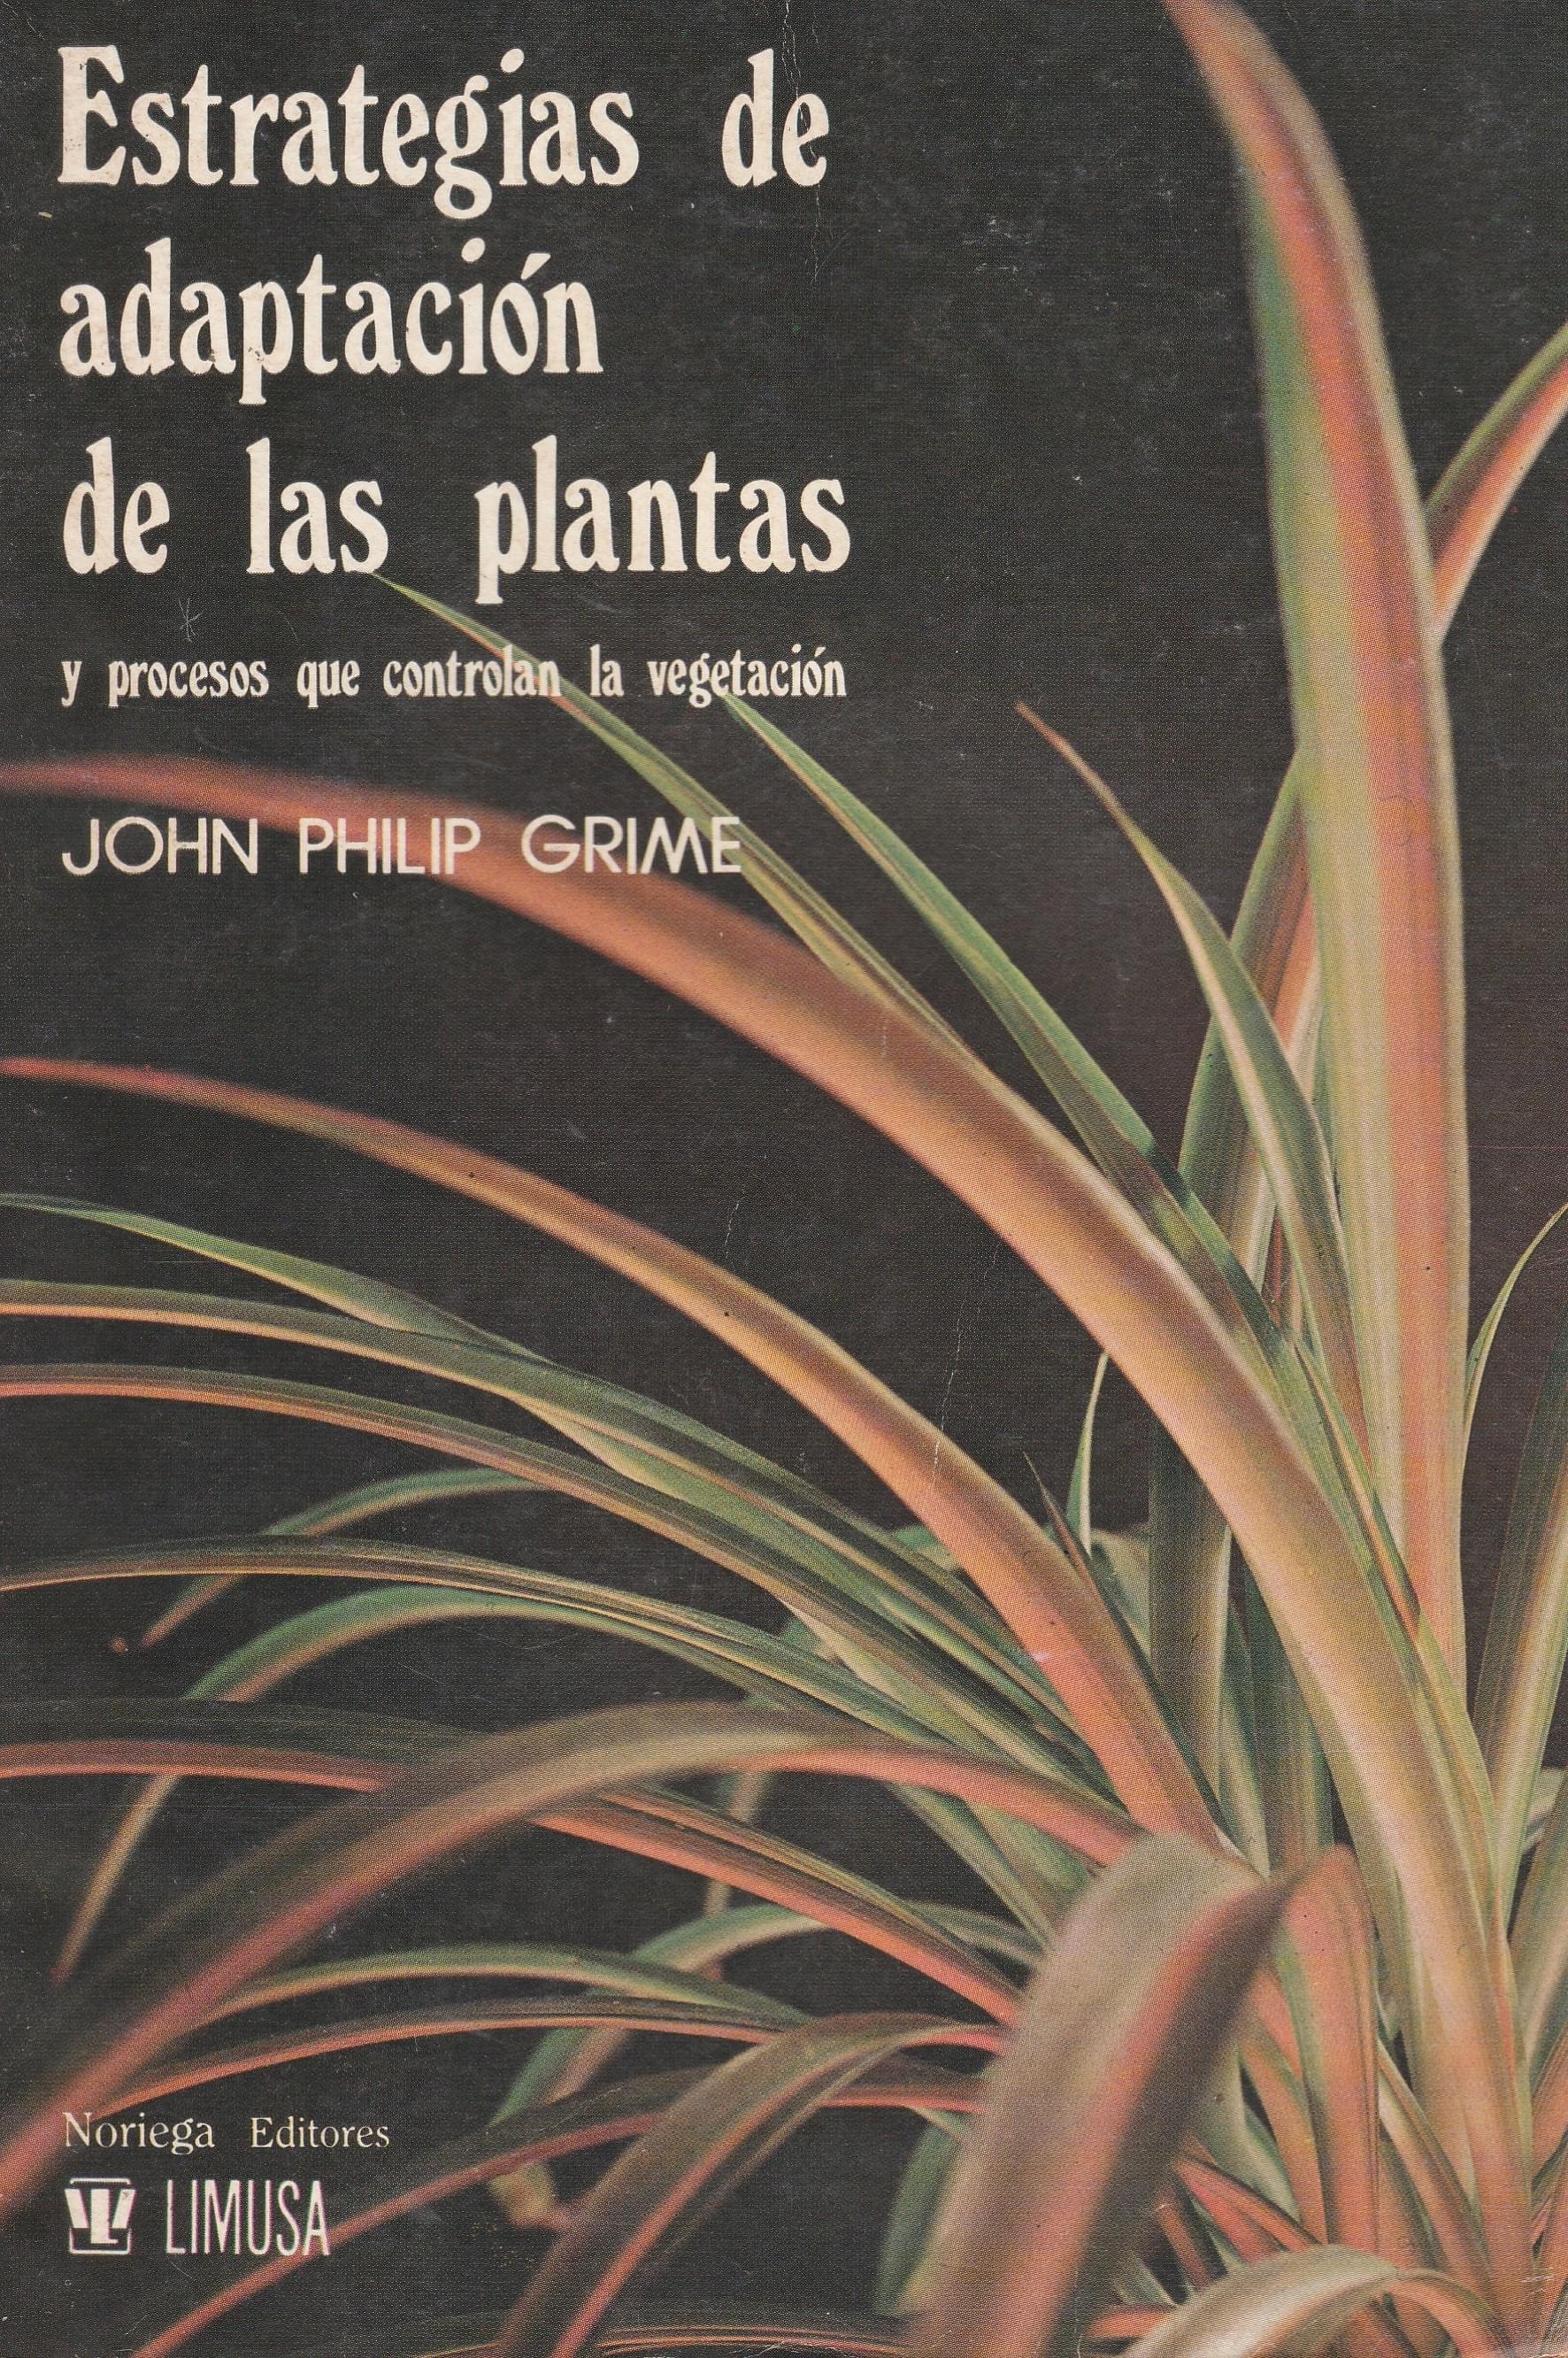 Estrategias de
adaptación
de las plantas
y procesos que controlan la vegetación
JOHN PHILIP GRIME
Noriega Editores
LIMUSA